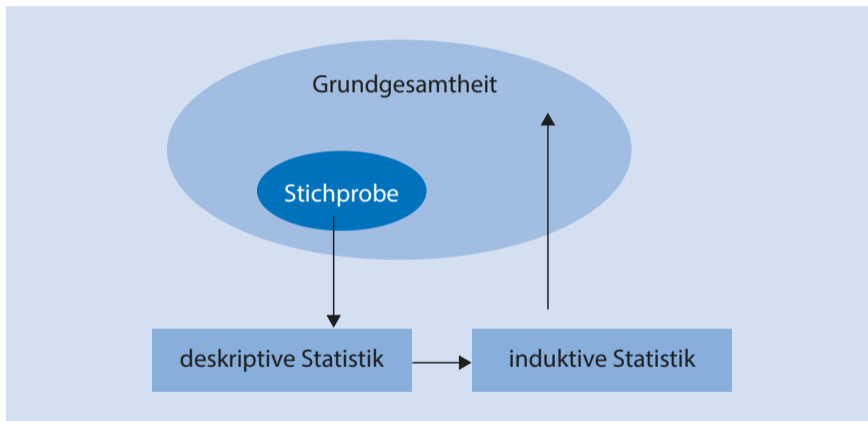 Grundgesamtheit
Stichprobe
deskriptive Statistik
induktive Statistik